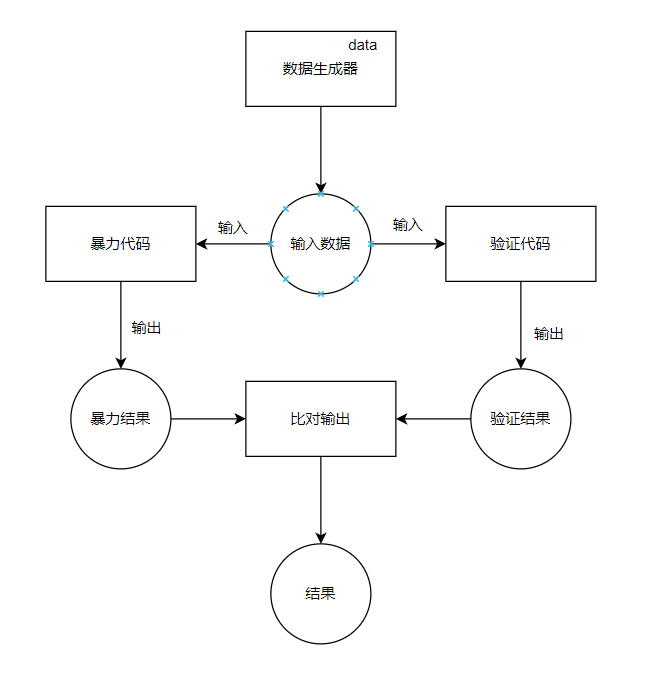 data
数据生成器
输入
输入
暴力代码
输入数据
验证代码
输出
输出
暴力结果
比对输出
验证结果
结果